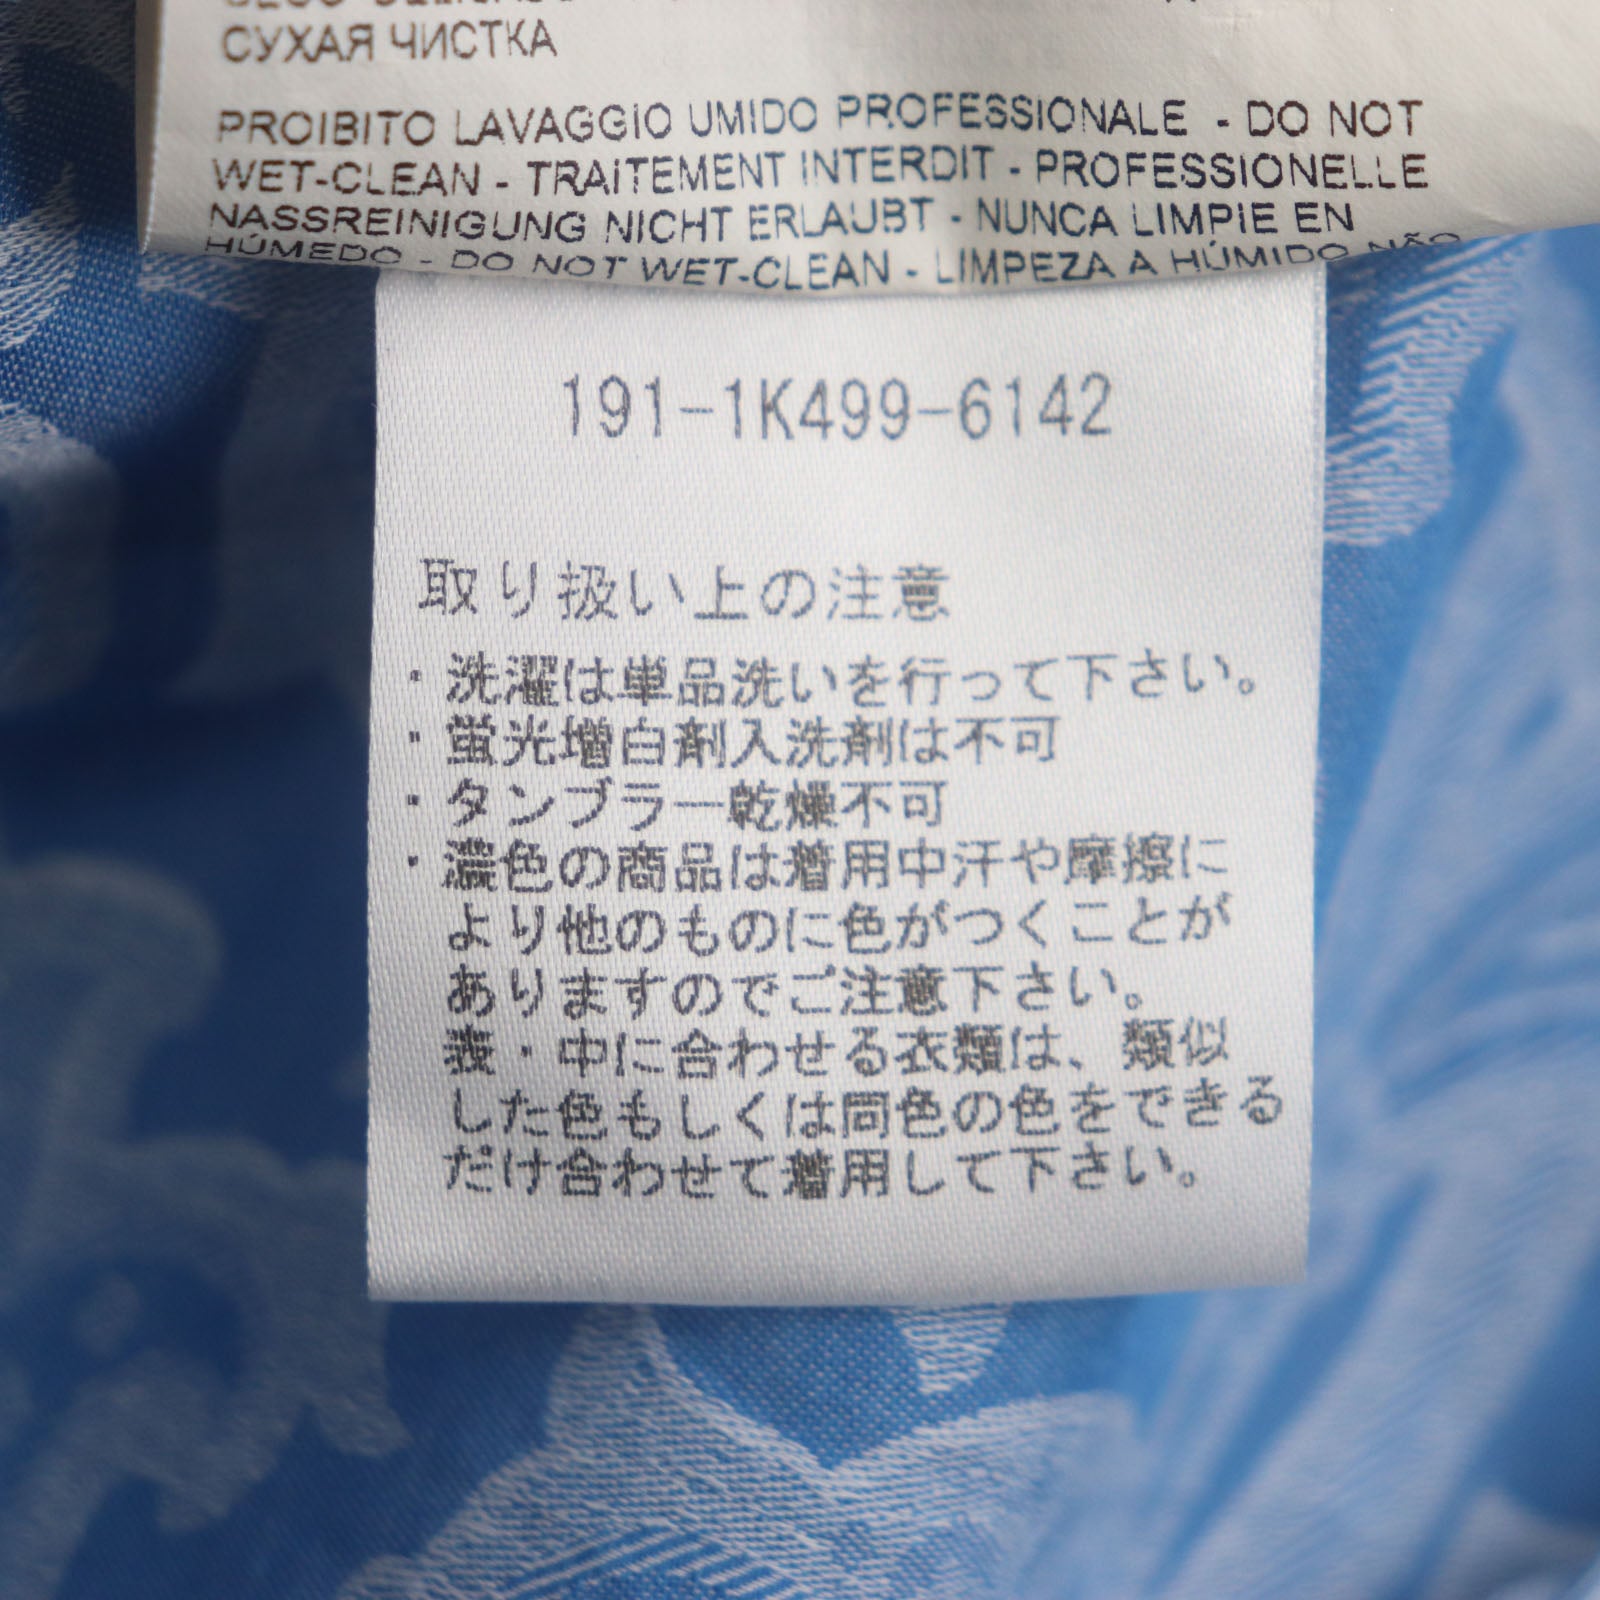 СУХАЯ ЧИСТКА
PROIBITO LAVAGGIO UMIDO PROFESSIONALE - DO NOT
WET-CLEAN - TRAITEMENT INTERDIT - PROFESSIONELLE
NASSREINIGUNG NICHT ERLAUBT - NUNCA LIMPIE EN
HÚMEDO - DO NOT WET-CLEAN - LIMPEZA A HÚMIDO NÃO
191-1K499-6142
取り扱い上の注意
・洗濯は単品洗いを行って下さい。
・蛍光増白剤入洗剤は不可
・タンブラー乾燥不可
・濃色の商品は着用中汗や摩擦に
より他のものに色がつくことが
ありますのでご注意下さい。
表・中に合わせる衣類は、類似
した色もしくは同色の色をできる
だけ合わせて着用して下さい。